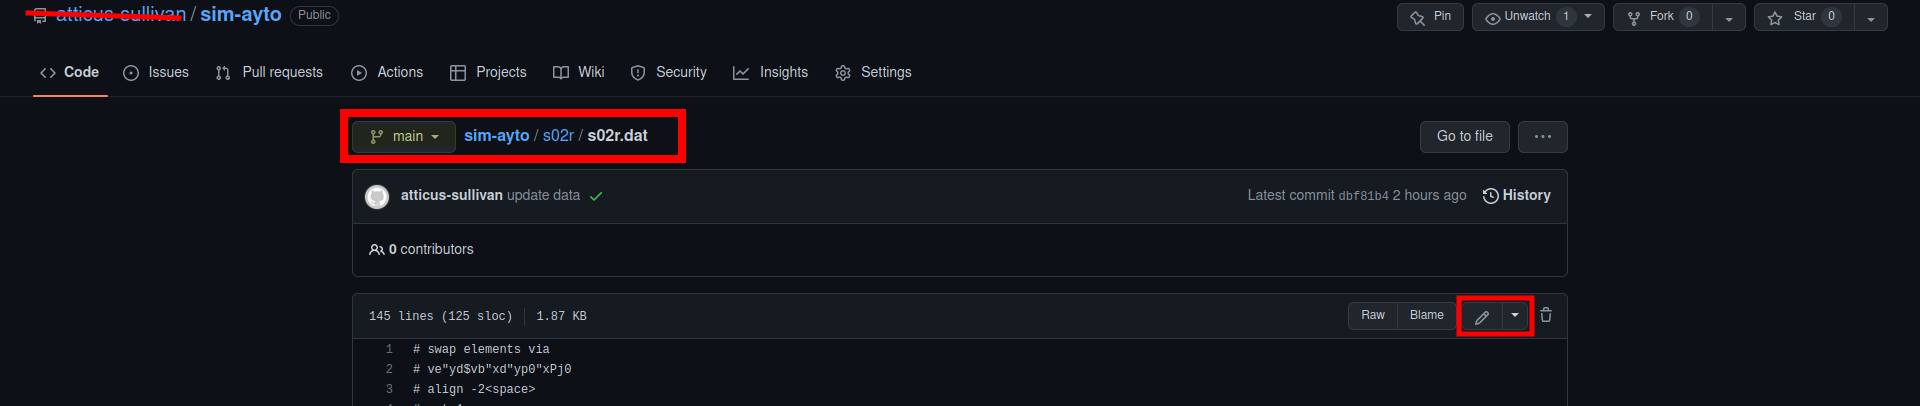 atticus-sullivan / sim-ayto Public Pin Unwatch 1 Fork 0 Star 0
Code Issues Pull requests Actions Projects Wiki Security Insights Settings
main sim-ayto / s02r / s02r.dat Go to file ...
atticus-sullivan update data Latest commit dbf81b4 2 hours ago History
0 contributors
145 lines (125 sloc) 1.87 KB Raw Blame
1 # swap elements via
2 # ve"yd$vb"xd"yp0"xPj0
3 # align -2<space>